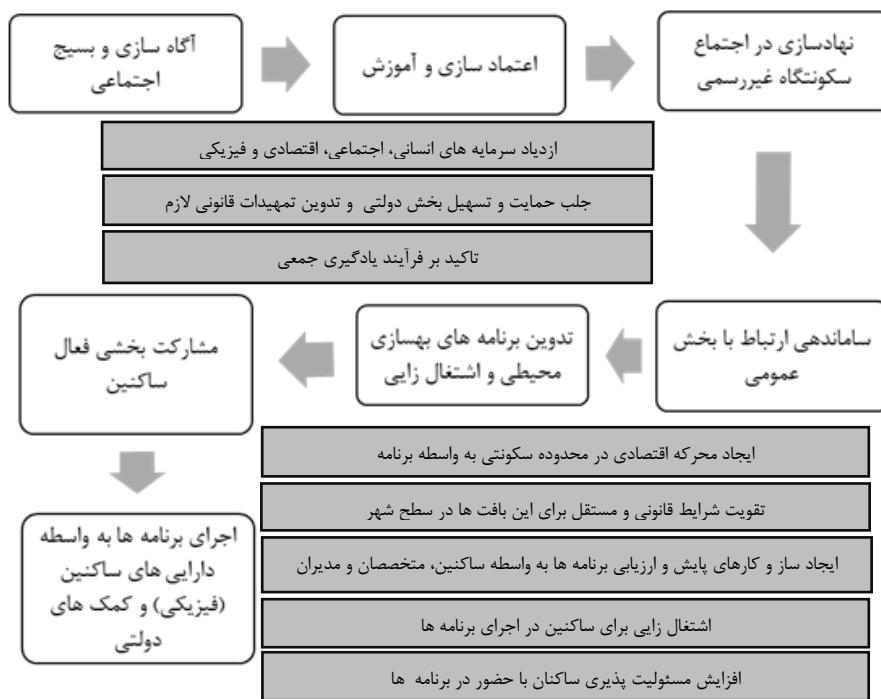 آگاه سازی و بسیج
اجتماعی
اعتماد سازی و آموزش
نهادسازی در اجتماع
سکونتگاه غیررسمی
ازدیاد سرمایه های انسانی، اجتماعی، اقتصادی و فیزیکی
جلب حمایت و تسهیل بخش دولتی و تدوین تمهیدات قانونی لازم
تاکید بر فرآیند یادگیری جمعی
ساماندهی ارتباط با بخش
عمومی
تدوین برنامه های بهسازی
محیطی و اشتغال زایی
مشارکت بخشی فعال
ساکنین
اجرای برنامه ها به واسطه
دارایی های ساکنین
(فیزیکی) و کمک های
دولتی
ایجاد محرکه اقتصادی در محدوده سکونتی به واسطه برنامه
تقویت شرایط قانونی و مستقل برای این بافت ها در سطح شهر
ایجاد ساز و کارهای پایش و ارزیابی برنامه ها به واسطه ساکنین، متخصصان و مدیران
اشتغال زایی برای ساکنین در اجرای برنامه ها
افزایش مسئولیت پذیری ساکنان با حضور در برنامه ها